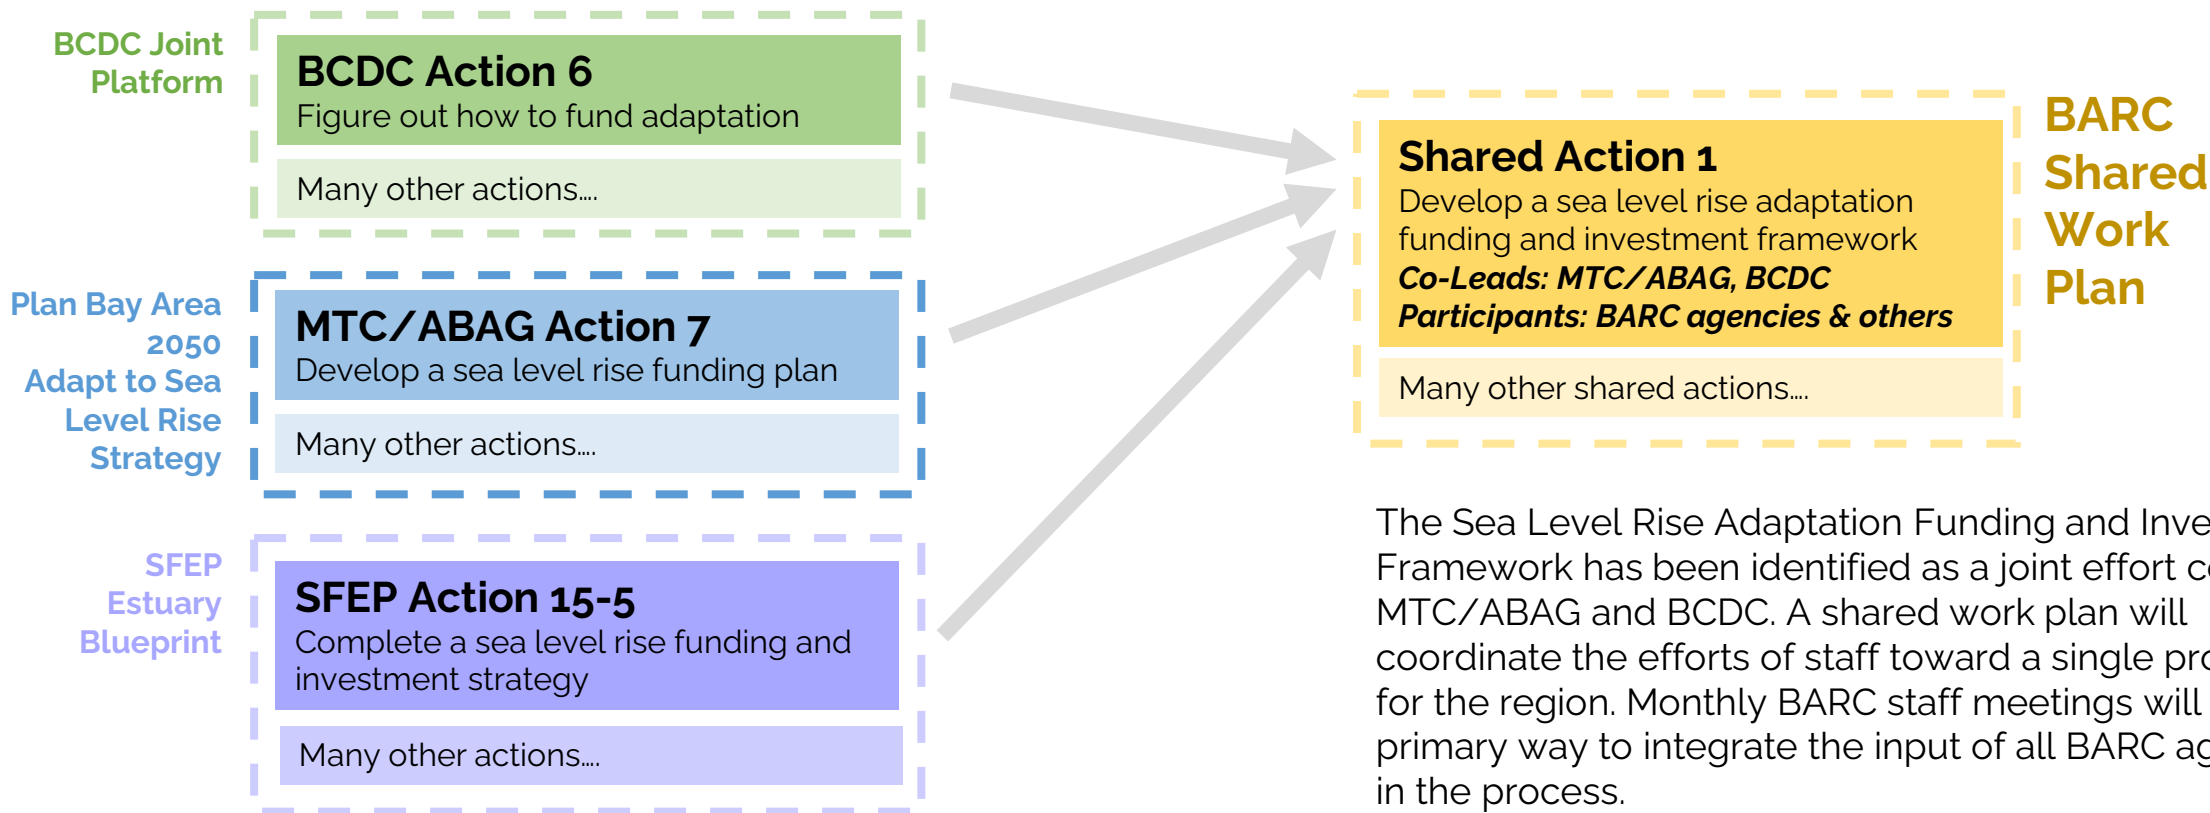 BCDC Joint
Platform
BCDC Action 6
Figure out how to fund adaptation
Many other actions....
Plan Bay Area
2050
Adapt to Sea
Level Rise
Strategy
MTC/ABAG Action 7
Develop a sea level rise funding plan
Many other actions....
SFEP
Estuary
Blueprint
SFEP Action 15-5
Complete a sea level rise funding and
investment strategy
Many other actions....
Shared Action 1
Develop a sea level rise adaptation
funding and investment framework
Co-Leads: MTC/ABAG, BCDC
Participants: BARC agencies & others
Many other shared actions....
BARC
Shared
Work
Plan
The Sea Level Rise Adaptation Funding and
Framework has been identified as a joint effort
MTC/ABAG and BCDC. A shared work plan will
coordinate the efforts of staff toward a single
for the region. Monthly BARC staff meetings will
primary way to integrate the input of all BARC
in the process.